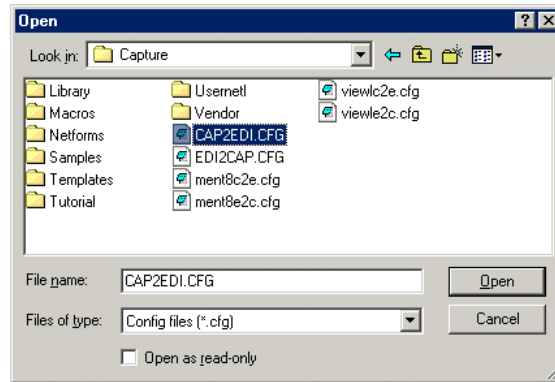 Open
Look in: Capture
Library
Macros
Netforms
Samples
Templates
Tutorial
Usernetl
Vendor
CAP2EDI.CFG
EDI2CAP.CFG
ment8c2e.cfg
ment8e2c.cfg
viewlc2e.cfg
viewle2c.cfg
File name: CAP2EDI.CFG Open
Files of type: Config files (*.cfg) Cancel
Open as read-only